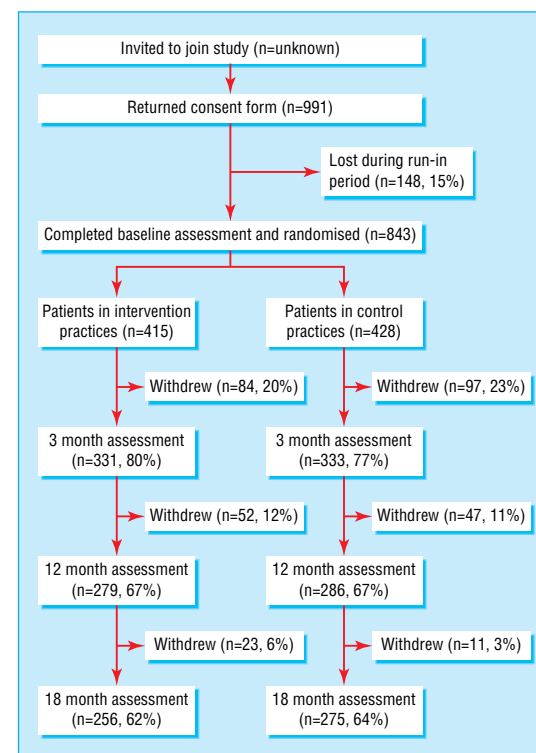 Invited to join study (n=unknown)
Returned consent form (n=991)
Lost during run-in
period (n=148, 15%)
Completed baseline assessment and randomised (n=843)
Patients in intervention
practices (n=415)
Patients in control
practices (n=428)
Withdrew (n=84, 20%)
Withdrew (n=97, 23%)
3 month assessment
(n=331, 80%)
3 month assessment
(n=333, 77%)
Withdrew (n=52, 12%)
Withdrew (n=47, 11%)
12 month assessment
(n=279, 67%)
12 month assessment
(n=286, 67%)
Withdrew (n=23, 6%)
Withdrew (n=11, 3%)
18 month assessment
(n=256, 62%)
18 month assessment
(n=275, 64%)